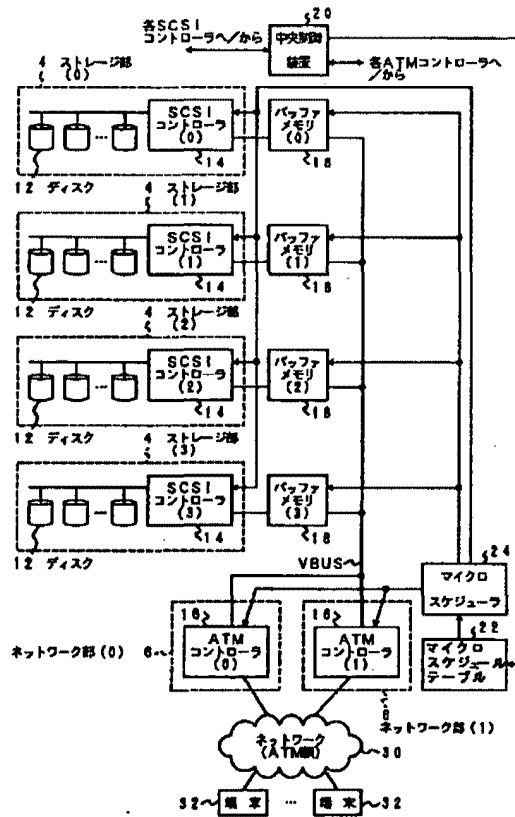 各SCSI
コントローラへ/から
20
中央制御
装置
各ATMコントローラへ
/から
4 ストレージ部
(0)
SCSI
コントローラ
(0)
バッファ
メモリ
(0)
12 ディスク
14
18
4 ストレージ部
(1)
SCSI
コントローラ
(1)
バッファ
メモリ
(1)
12 ディスク
14
18
4 ストレージ部
(2)
SCSI
コントローラ
(2)
バッファ
メモリ
(2)
12 ディスク
14
18
4 ストレージ部
(3)
SCSI
コントローラ
(3)
バッファ
メモリ
(3)
12 ディスク
14
18
VBUS
24
マイクロ
スケジューラ
22
マイクロ
スケジュール
テーブル
ネットワーク部(0)
6
16
ATM
コントローラ
(0)
16
ATM
コントローラ
(1)
ネットワーク部(1)
ネットワーク
(ATM網)
30
32
端末
…
端末
32